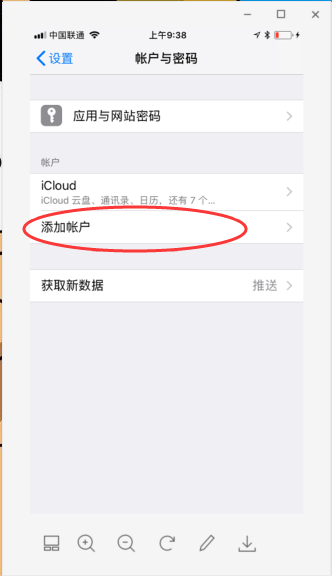 中国联通 上午9:38
设置 帐户与密码
应用与网站密码
帐户
iCloud
iCloud 云盘、通讯录、日历，还有 7 个...
添加帐户
获取新数据 推送